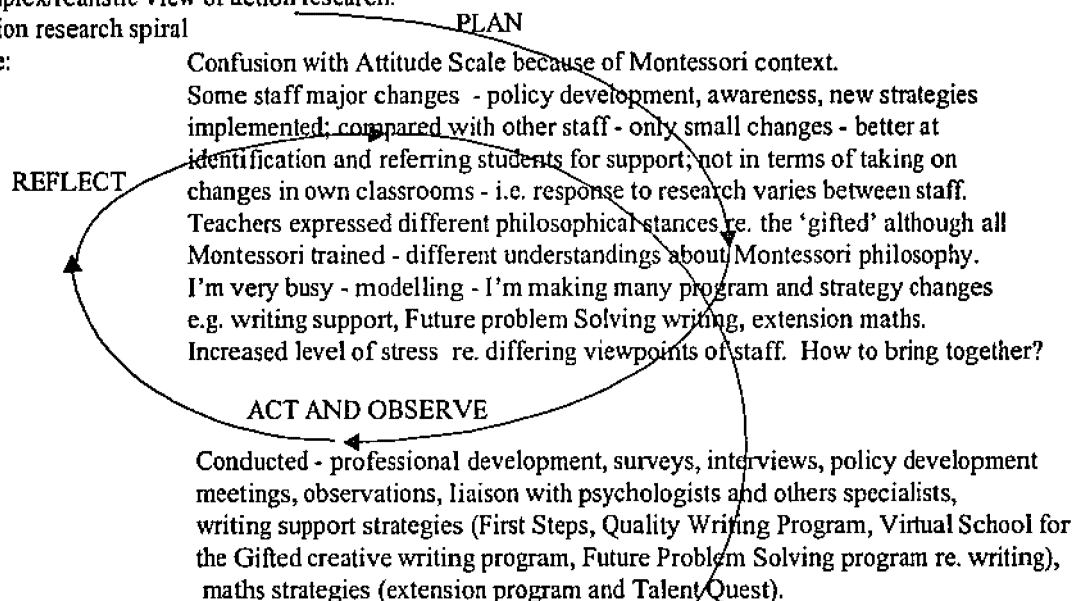 view of action research.
ion research spiral
PLAN
e:
Confusion with Attitude Scale because of Montessori context.
Some staff major changes - policy development, awareness, new strategies
implemented; compared with other staff - only small changes - better at
identification and referring students for support; not in terms of taking on
REFLECT
changes in own classrooms - i.e. response to research varies between staff.
Teachers expressed different philosophical stances re. the 'gifted' although all
Montessori trained - different understandings about Montessori philosophy.
I'm very busy - modelling - I'm making many program and strategy changes
e.g. writing support, Future problem Solving writing, extension maths.
Increased level of stress re. differing viewpoints of staff. How to bring together?
ACT AND OBSERVE
Conducted - professional development, surveys, interviews, policy development
meetings, observations, liaison with psychologists and others specialists,
writing support strategies (First Steps, Quality Writing Program, Virtual School for
the Gifted creative writing program, Future Problem Solving program re. writing),
maths strategies (extension program and Talent Quest).